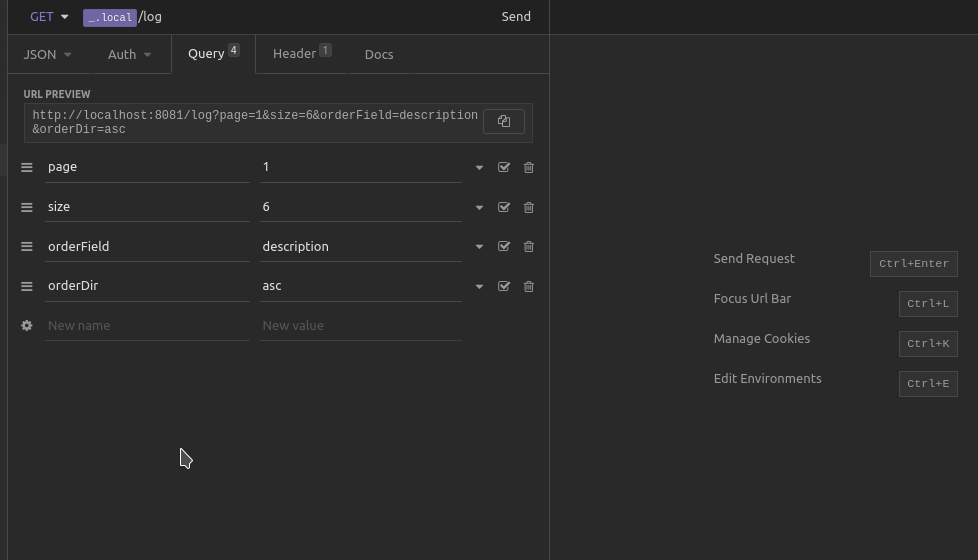 GET _.local/log Send
JSON Auth Query 4 Header 1 Docs
URL PREVIEW
http://localhost:8081/log?page=1&size=6&orderField=description
&orderDir=asc
page 1
size 6
orderField description
orderDir asc
New name New value
Send Request Ctrl+Enter
Focus Url Bar Ctrl+L
Manage Cookies Ctrl+K
Edit Environments Ctrl+E